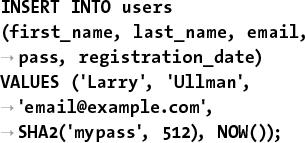 INSERT INTO users
(first_name, last_name, email,
→ pass, registration_date)
VALUES ('Larry', 'Ullman',
→ 'email@example.com',
→ SHA2('mypass', 512), NOW());